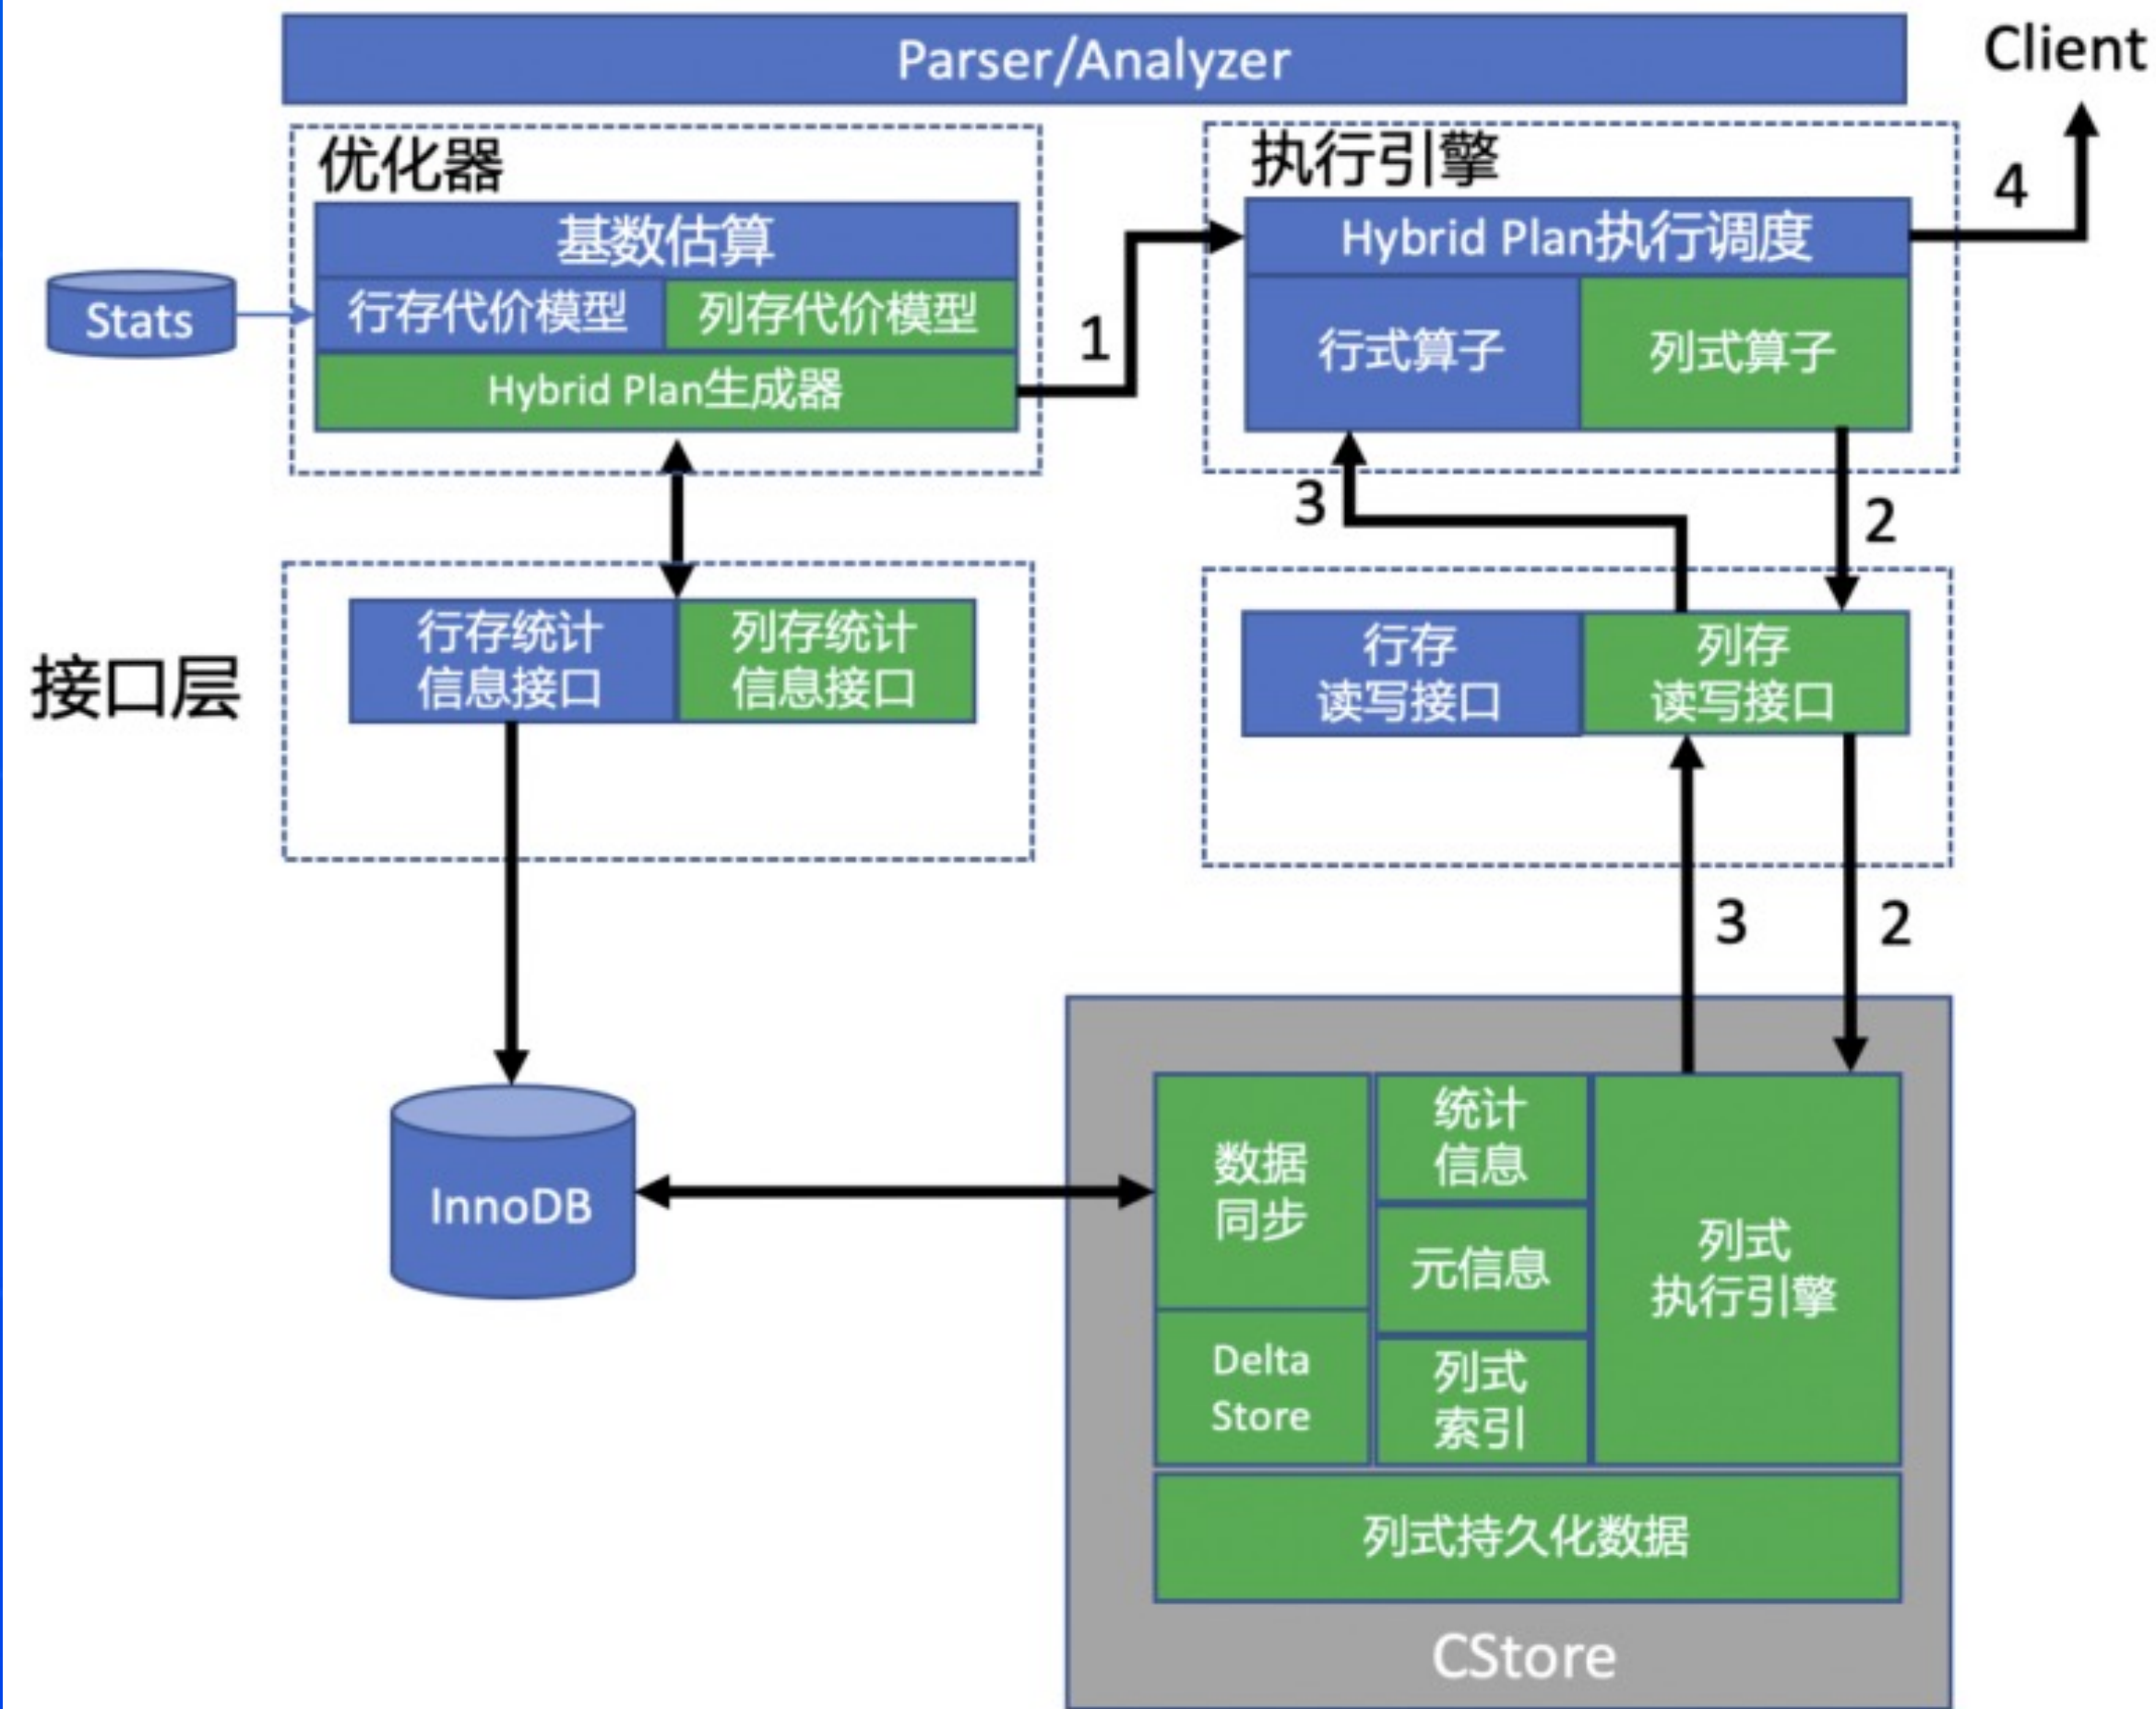 Parser/Analyzer
Client
优化器
基数估算
行存代价模型
列存代价模型
Hybrid Plan生成器
Stats
1
执行引擎
Hybrid Plan执行调度
行式算子
列式算子
4
3
2
接口层
行存统计
信息接口
列存统计
信息接口
行存
读写接口
列存
读写接口
3
2
InnoDB
数据
同步
Delta
Store
统计
信息
元信息
列式
索引
列式
执行引擎
列式持久化数据
CStore